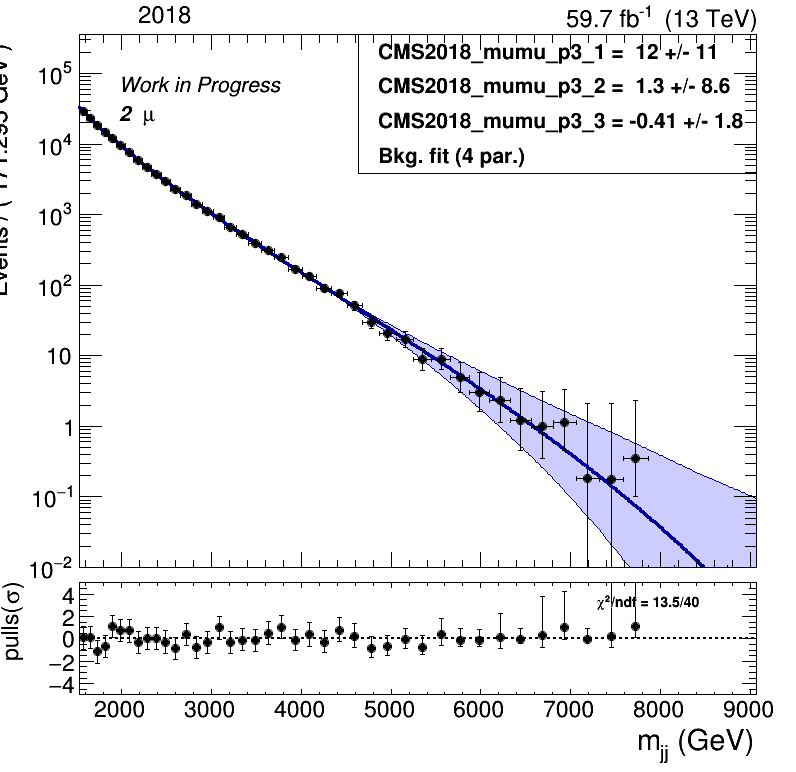 2018
59.7 fb⁻¹ (13 TeV)
CMS2018_mumu_p3_1 = 12 +/- 11
CMS2018_mumu_p3_2 = 1.3 +/- 8.6
CMS2018_mumu_p3_3 = -0.41 +/- 1.8
Bkg. fit (4 par.)
Work in Progress
2 μ
10⁵
10⁴
10³
10²
10
1
10⁻¹
10⁻²
pulls(σ)
4
2
0
−2
−4
χ²/ndf = 13.5/40
2000 3000 4000 5000 6000 7000 8000 9000
m_jj (GeV)